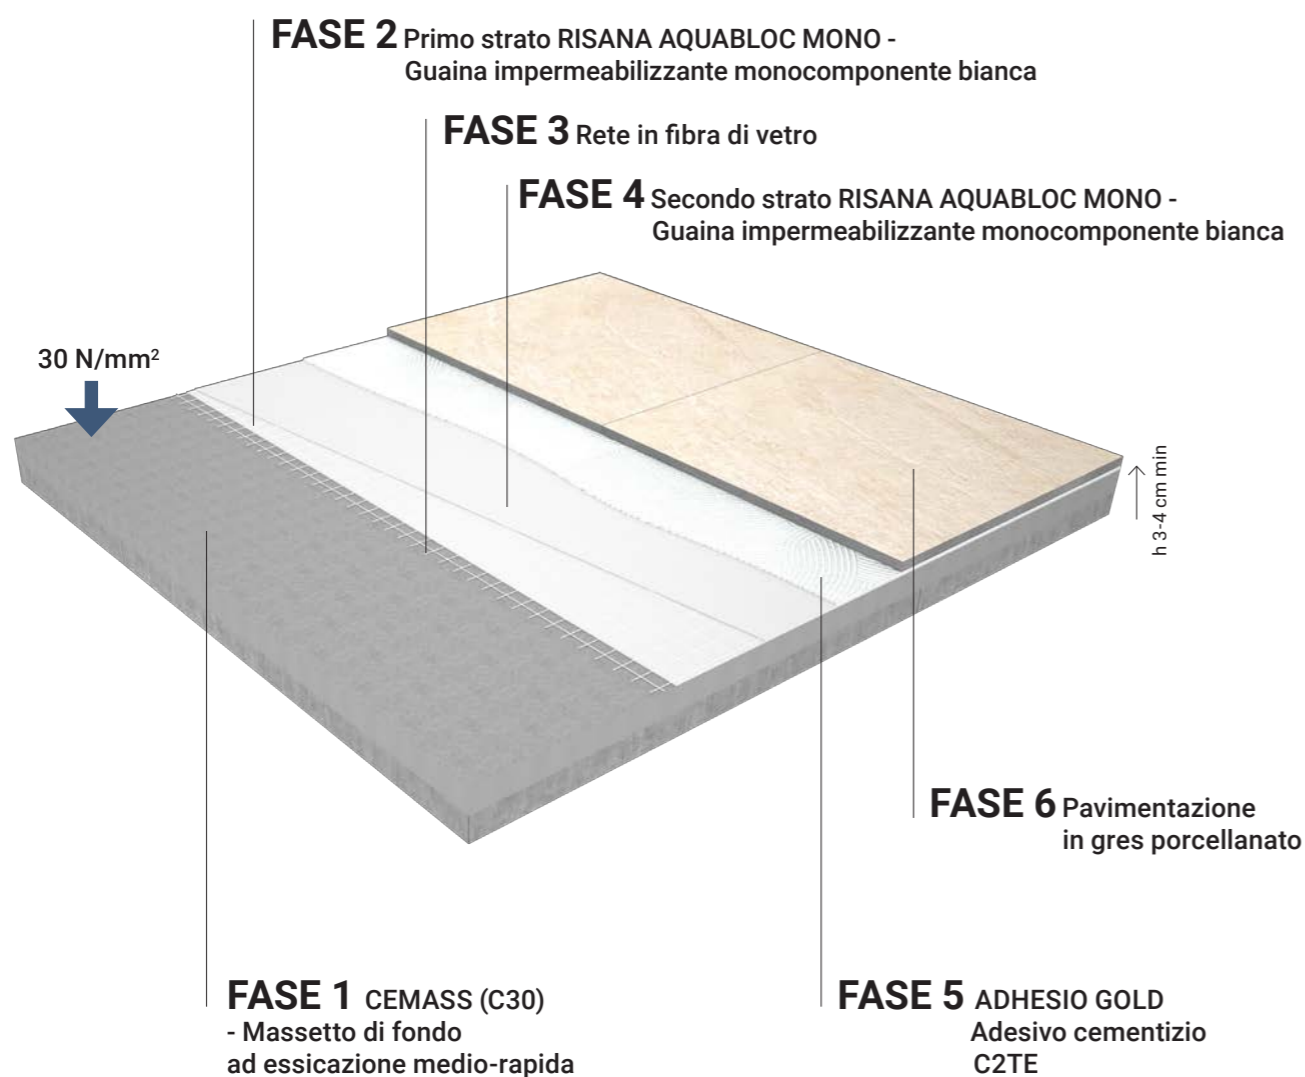 FASE 2 Primo strato RISANA AQUABLOC MONO -
Guaina impermeabilizzante monocomponente bianca
FASE 3 Rete in fibra di vetro
FASE 4 Secondo strato RISANA AQUABLOC MONO -
Guaina impermeabilizzante monocomponente bianca
30 N/mm²
h 3-4 cm min
FASE 6 Pavimentazione
in gres porcellanato
FASE 1 CEMASS (C30)
- Massetto di fondo
ad essicazione medio-rapida
FASE 5 ADHESIO GOLD
Adesivo cementizio
C2TE